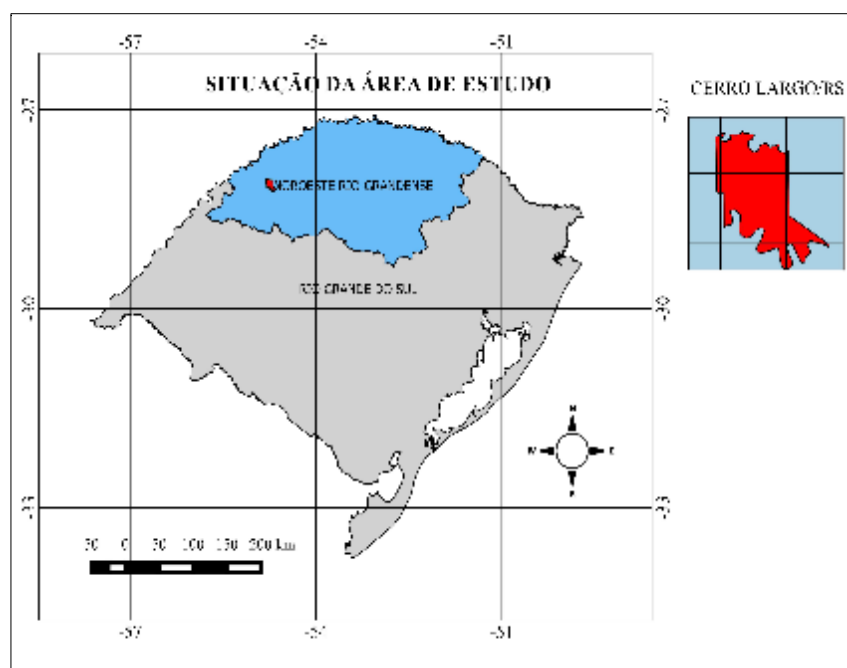 -57 -54 -51
SITUAÇÃO DA ÁREA DE ESTUDO
CERRO LARGO/RS
-27 -27
NOROESTE RIO GRANDENSE
RIO GRANDE DO SUL
-30 -30
N
W E
-33 -33
50 0 50 100 150 200 km
-57 -54 -51